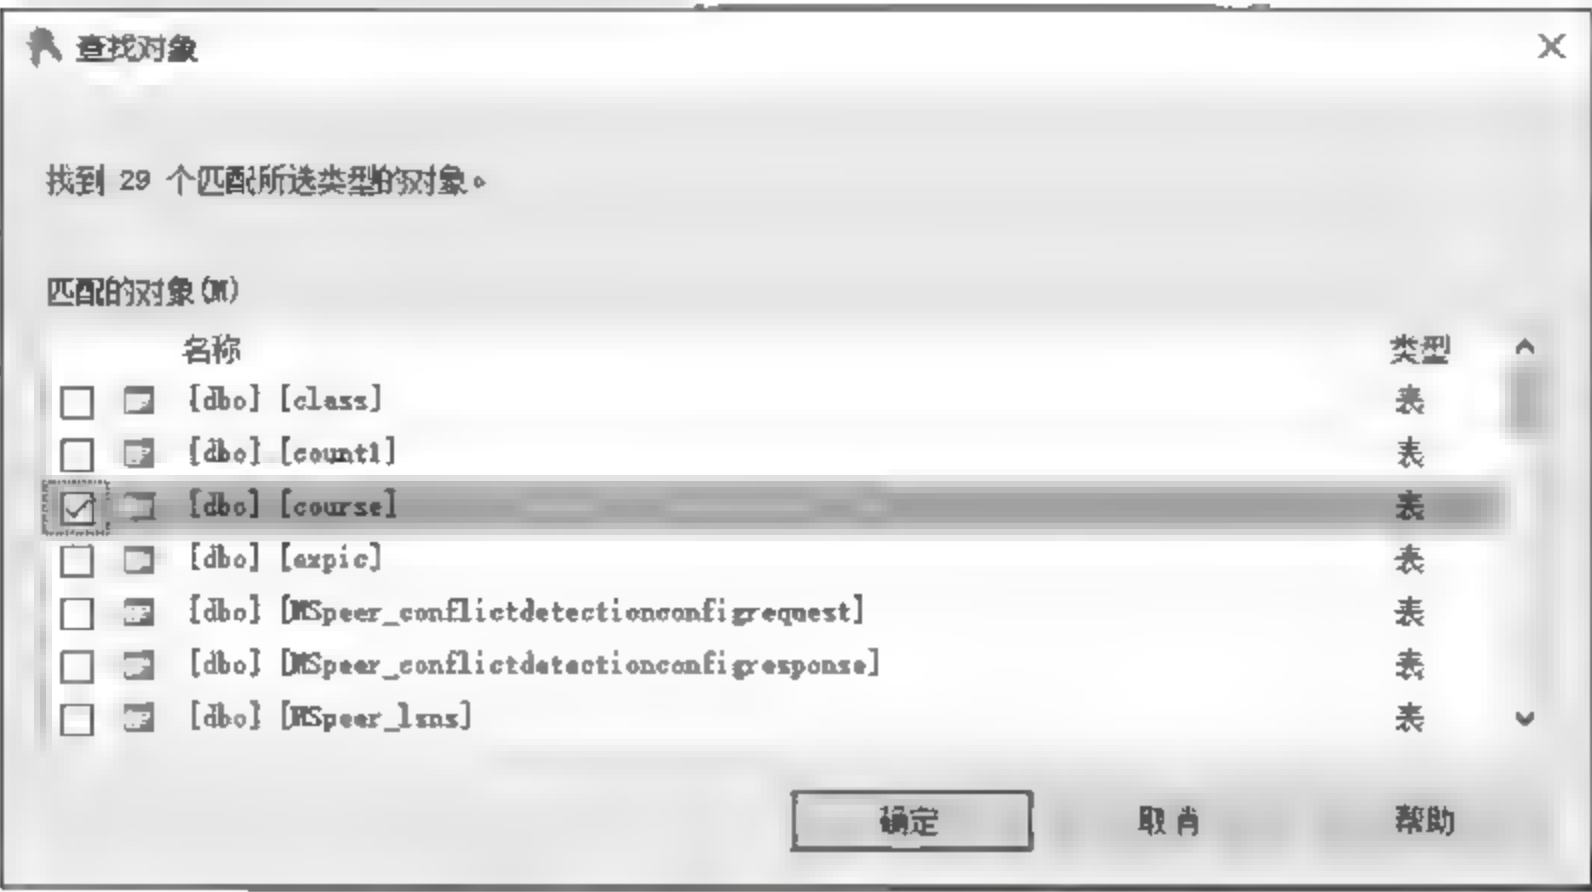 查找对象
找到 29 个匹配所选类型的对象。
匹配的对象(M)
名称 类型
[dbo] [class] 表
[dbo] [count1] 表
[dbo] [course] 表
[dbo] [expic] 表
[dbo] [MSpeer_conflictdetectionconfigrequest] 表
[dbo] [MSpeer_conflictdetectionconfigresponse] 表
[dbo] [MSpeer_lsns] 表
确定 取消 帮助